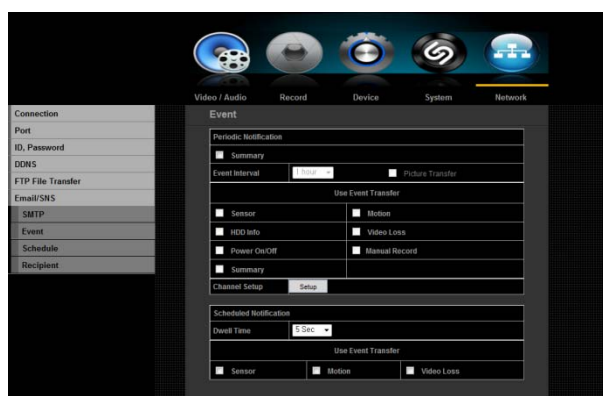 Video / Audio Record Device System Network
Connection
Port
ID, Password
DDNS
FTP File Transfer
Email/SNS
SMTP
Event
Schedule
Recipient
Event
Periodic Notification
Summary
Event Interval 1 hour Picture Transfer
Use Event Transfer
Sensor Motion
HDD Info Video Loss
Power On/Off Manual Record
Summary
Channel Setup Setup
Scheduled Notification
Dwell Time 5 Sec
Use Event Transfer
Sensor Motion Video Loss